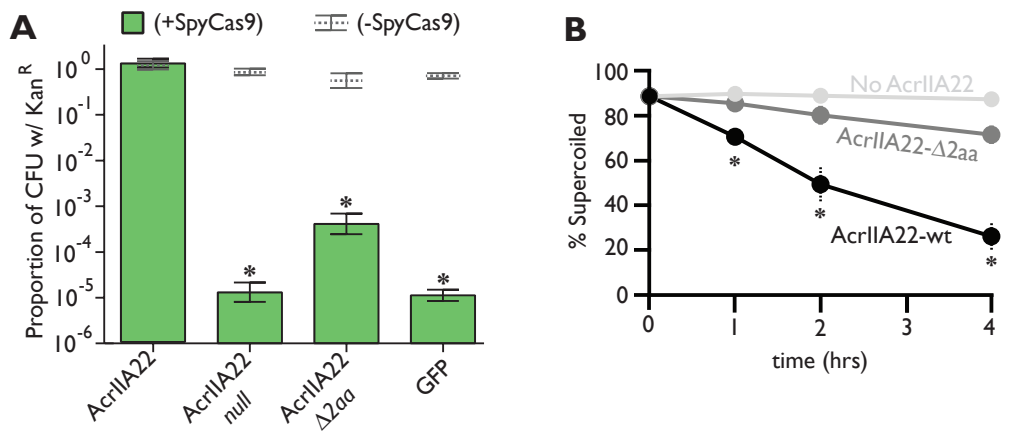 A
(+SpyCas9)
(-SpyCas9)
Proportion of CFU w/ Kan^R
10^0
10^-1
10^-2
10^-3
10^-4
10^-5
10^-6
*
*
*
AcrIIA22
AcrIIA22 null
AcrIIA22 Δ2aa
GFP
B
% Supercoiled
100
80
60
40
20
0
No AcrIIA22
AcrIIA22-Δ2aa
AcrIIA22-wt
*
*
*
0 1 2 3 4
time (hrs)